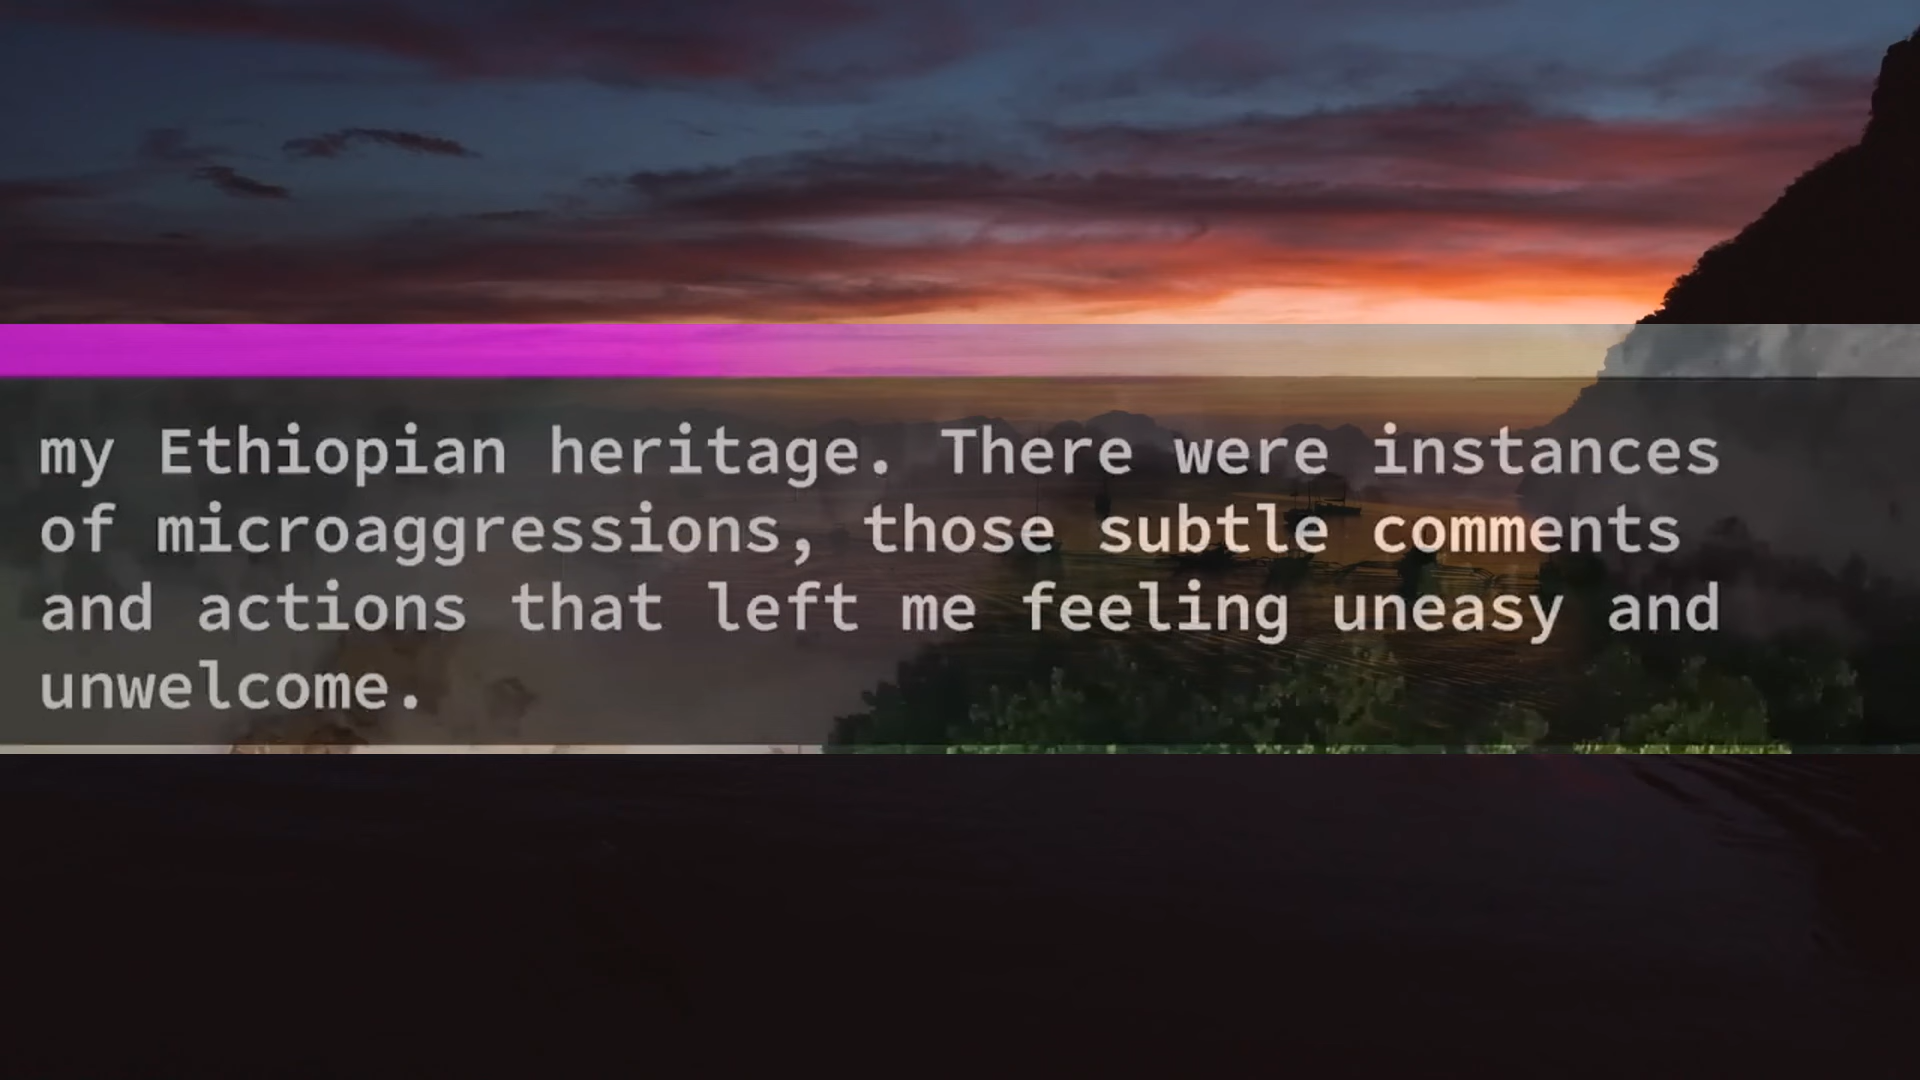 my Ethiopian heritage. There were instances
of microaggressions, those subtle comments
and actions that left me feeling uneasy and
unwelcome.